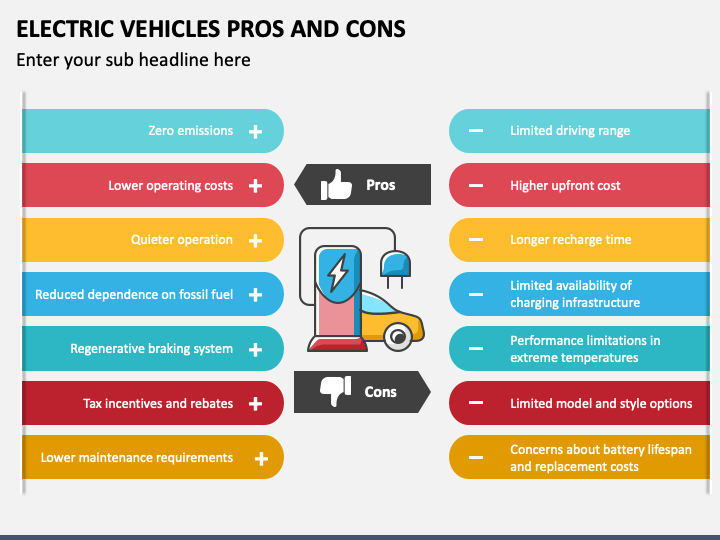 ELECTRIC VEHICLES PROS AND CONS
Enter your sub headline here
Zero emissions +
Lower operating costs +
Quieter operation +
Reduced dependence on fossil fuel +
Regenerative braking system +
Tax incentives and rebates +
Lower maintenance requirements +
Pros
Cons
– Limited driving range
– Higher upfront cost
– Longer recharge time
– Limited availability of
charging infrastructure
– Performance limitations in
extreme temperatures
– Limited model and style options
– Concerns about battery lifespan
and replacement costs